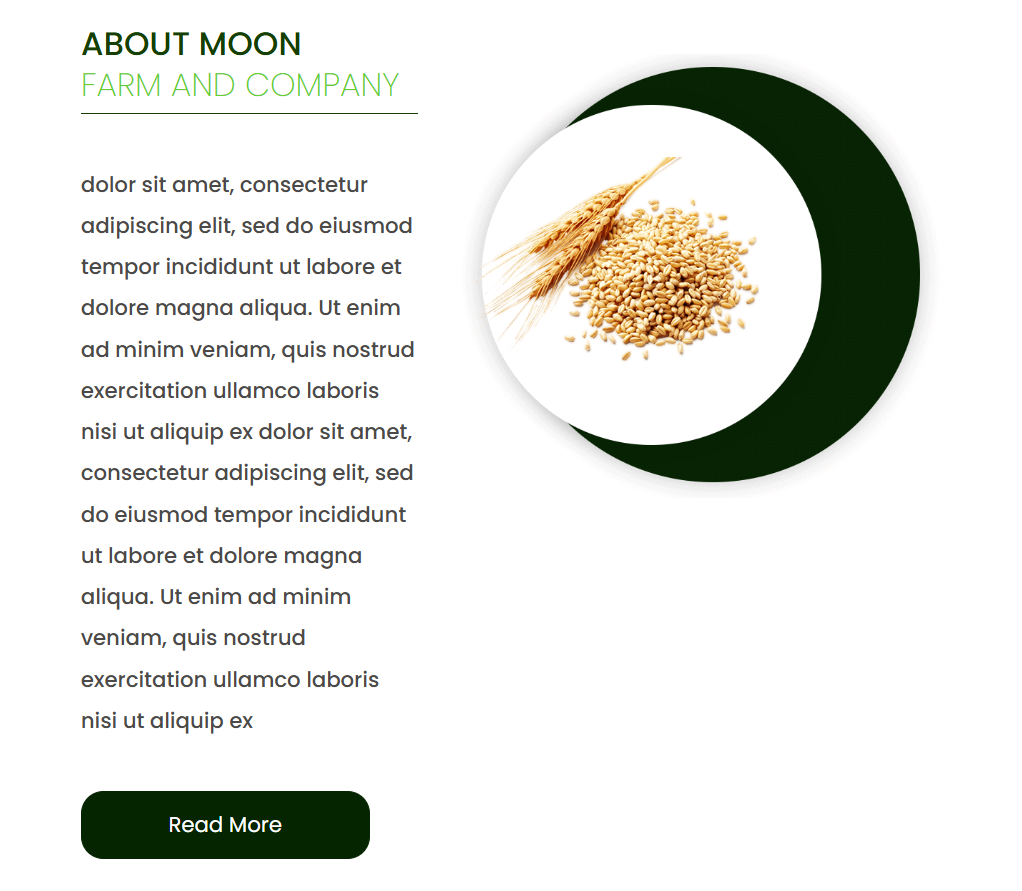 ABOUT MOON
FARM AND COMPANY
dolor sit amet, consectetur
adipiscing elit, sed do eiusmod
tempor incididunt ut labore et
dolore magna aliqua. Ut enim
ad minim veniam, quis nostrud
exercitation ullamco laboris
nisi ut aliquip ex dolor sit amet,
consectetur adipiscing elit, sed
do eiusmod tempor incididunt
ut labore et dolore magna
aliqua. Ut enim ad minim
veniam, quis nostrud
exercitation ullamco laboris
nisi ut aliquip ex
Read More